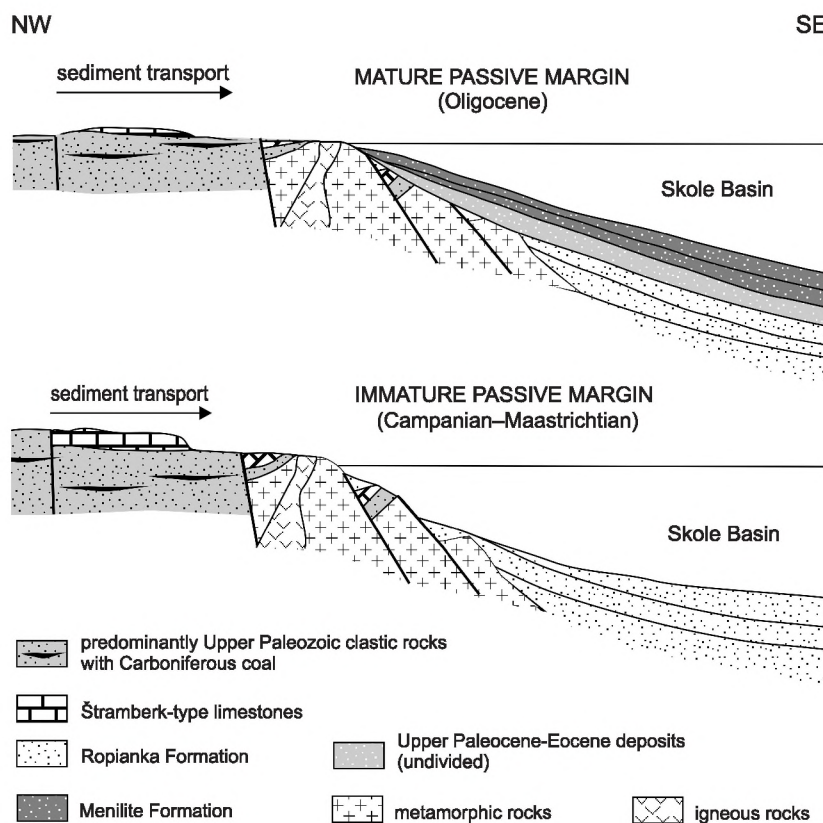 NW
SE
sediment transport
MATURE PASSIVE MARGIN
(Oligocene)
Skole Basin
sediment transport
IMMATURE PASSIVE MARGIN
(Campanian–Maastrichtian)
Skole Basin
predominantly Upper Paleozoic clastic rocks
with Carboniferous coal
Štramberk-type limestones
Ropianka Formation
Upper Paleocene-Eocene deposits
(undivided)
Menilite Formation
metamorphic rocks
igneous rocks